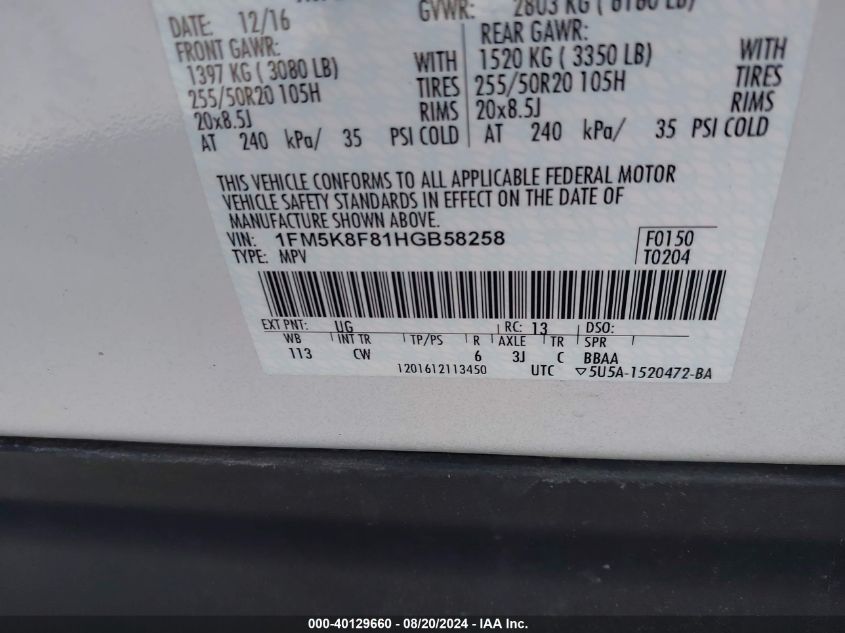 DATE: 12/16 GVWR: 2803 KG ( 6180 LB)
FRONT GAWR: REAR GAWR:
1397 KG ( 3080 LB) WITH 1520 KG ( 3350 LB) WITH
255/50R20 105H TIRES 255/50R20 105H TIRES
20x8.5J RIMS 20x8.5J RIMS
AT 240 kPa/ 35 PSI COLD AT 240 kPa/ 35 PSI COLD
THIS VEHICLE CONFORMS TO ALL APPLICABLE FEDERAL MOTOR
VEHICLE SAFETY STANDARDS IN EFFECT ON THE DATE OF
MANUFACTURE SHOWN ABOVE.
VIN: 1FM5K8F81HGB58258 F0150
TYPE: MPV T0204
EXT PNT: UG RC: 13 DSO:
WB INT TR TP/PS R AXLE TR SPR
113 CW 6 3J C BBAA
1201612113450 UTC ▽5U5A-1520472-BA
000-40129660 - 08/20/2024 - IAA Inc.